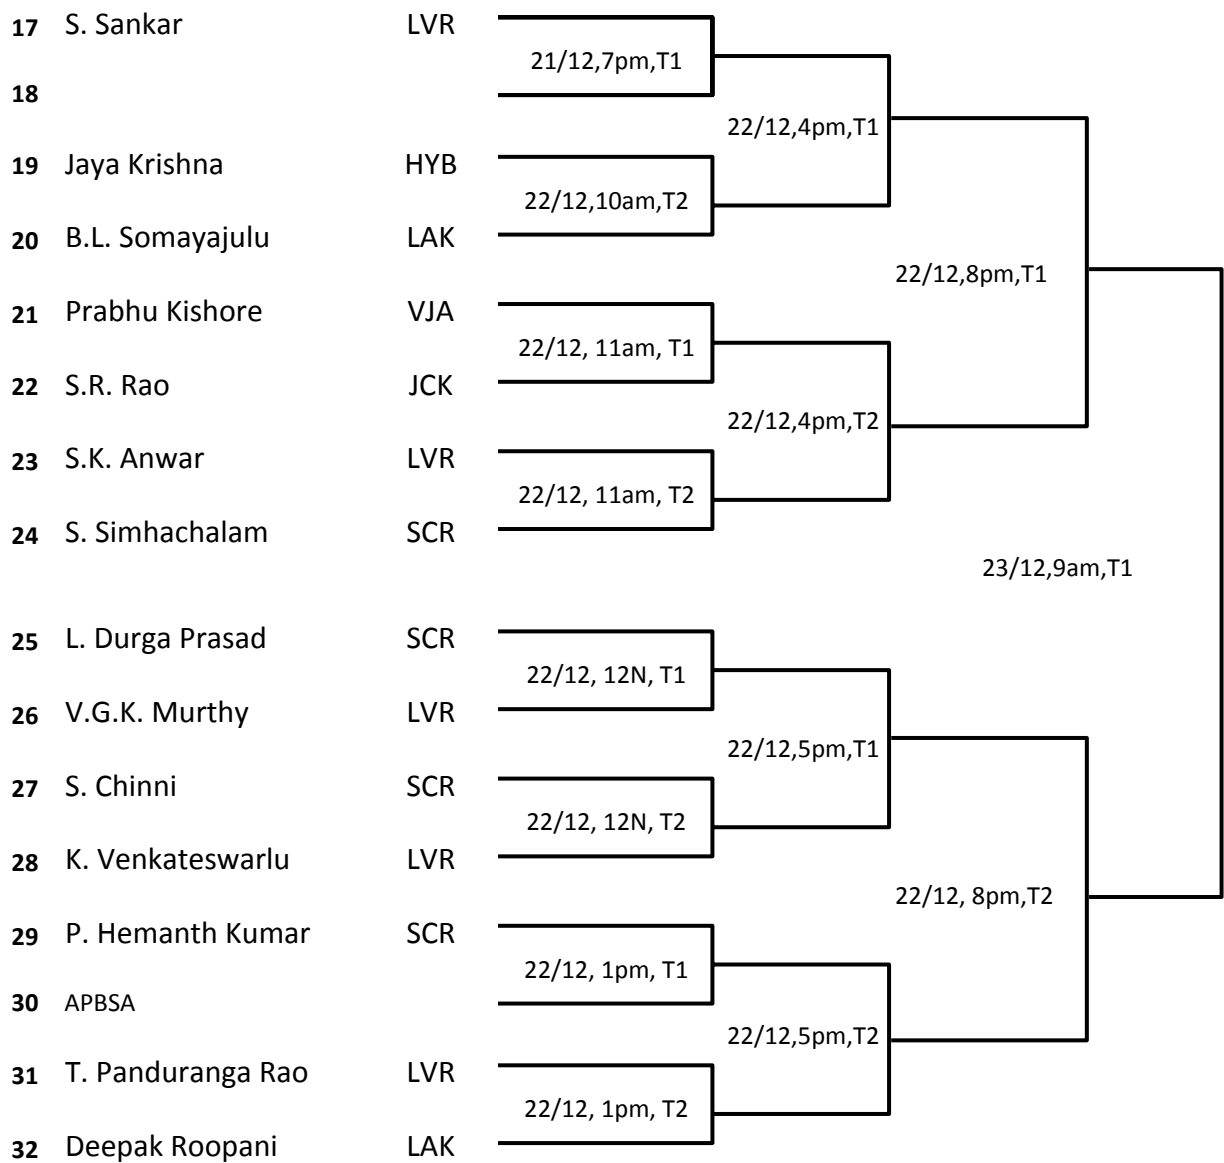 17 S. Sankar LVR
21/12,7pm,T1
18
22/12,4pm,T1
19 Jaya Krishna HYB
22/12,10am,T2
20 B.L. Somayajulu LAK
22/12,8pm,T1
21 Prabhu Kishore VJA
22/12, 11am, T1
22 S.R. Rao JCK
22/12,4pm,T2
23 S.K. Anwar LVR
22/12, 11am, T2
24 S. Simhachalam SCR
23/12,9am,T1
25 L. Durga Prasad SCR
22/12, 12N, T1
26 V.G.K. Murthy LVR
22/12,5pm,T1
27 S. Chinni SCR
22/12, 12N, T2
28 K. Venkateswarlu LVR
22/12, 8pm,T2
29 P. Hemanth Kumar SCR
22/12, 1pm, T1
30 APBSA
22/12,5pm,T2
31 T. Panduranga Rao LVR
22/12, 1pm, T2
32 Deepak Roopani LAK